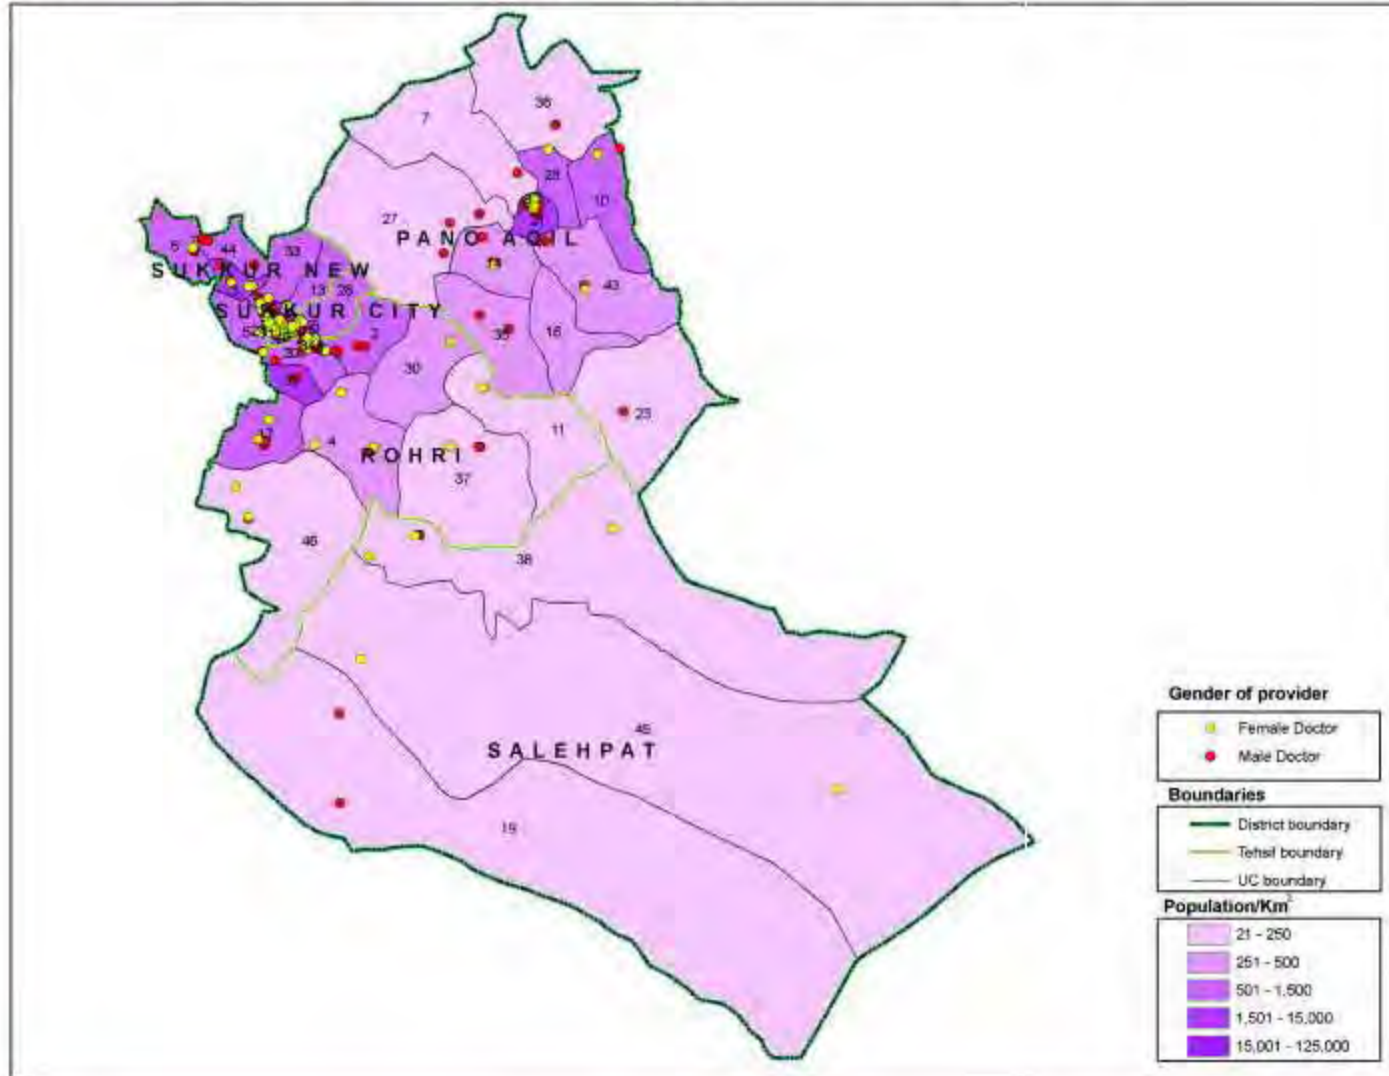 36
7
28
10
27
PANO AQIL
6
44
53
SUKKUR NEW
13
26
43
SUKKUR CITY
3
35
16
30
23
11
4
ROHRI
37
46
38
45
SALEHPAT
19
Gender of provider
Female Doctor
Male Doctor
Boundaries
District boundary
Tehsil boundary
UC boundary
Population/Km²
21 - 250
251 - 500
501 - 1,500
1,501 - 15,000
15,001 - 125,000